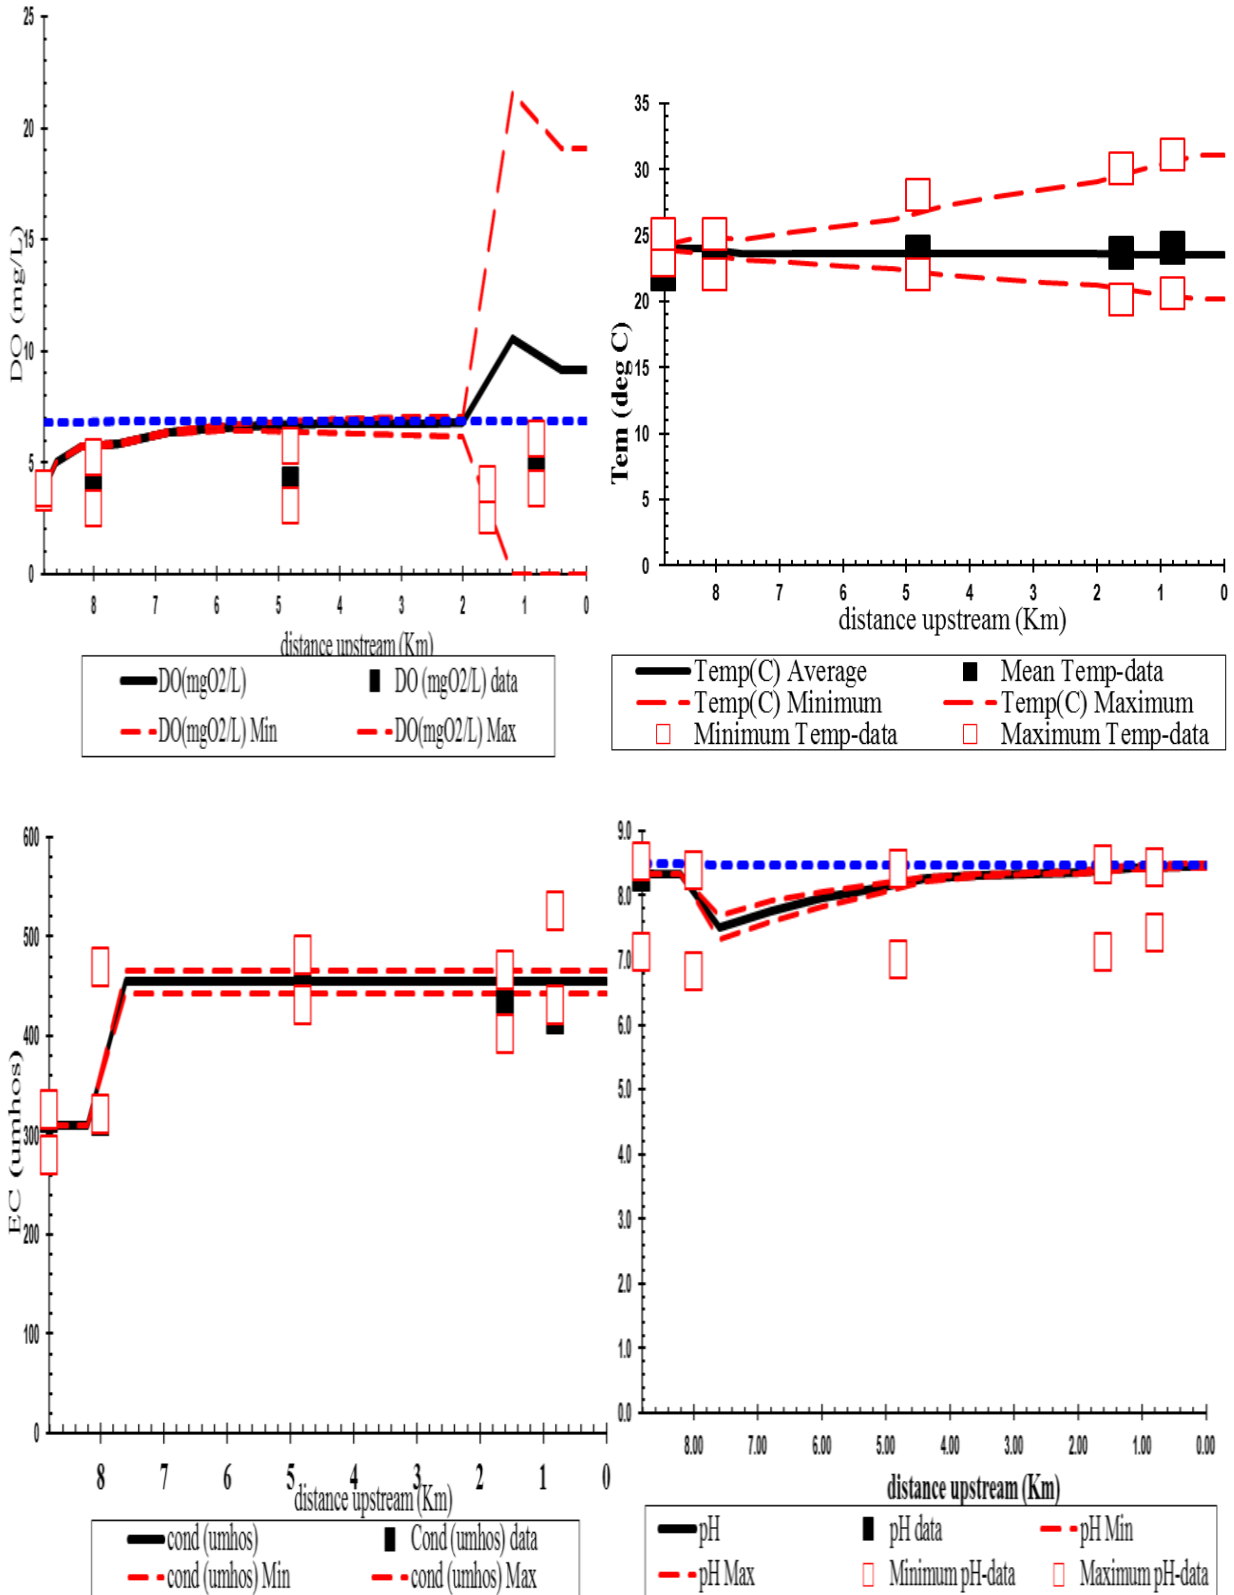 25
20
15
10
5
0
DO (mg/L)
8 7 6 5 4 3 2 1 0
distance upstream (Km)
DO(mgO2/L) DO (mgO2/L) data
DO(mgO2/L) Min DO(mgO2/L) Max
35
30
25
20
15
10
5
0
Tem (deg C)
8 7 6 5 4 3 2 1 0
distance upstream (Km)
Temp(C) Average Mean Temp-data
Temp(C) Minimum Temp(C) Maximum
Minimum Temp-data Maximum Temp-data
600
500
400
300
200
100
0
EC (umhos)
8 7 6 5 4 3 2 1 0
distance upstream (Km)
cond (umhos) Cond (umhos) data
cond (umhos) Min cond (umhos) Max
9.0
8.0
7.0
6.0
5.0
4.0
3.0
2.0
1.0
0.0
8.00 7.00 6.00 5.00 4.00 3.00 2.00 1.00 0.00
distance upstream (Km)
pH pH data pH Min
pH Max Minimum pH-data Maximum pH-data